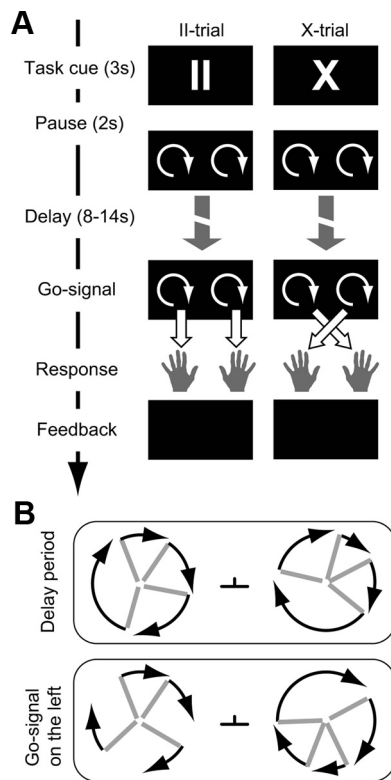 A
II-trial
X-trial
Task cue (3s)
II
X
Pause (2s)
Delay (8-14s)
Go-signal
Response
Feedback
B
Delay period
Go-signal
on the left